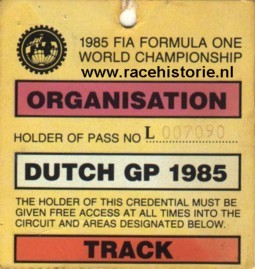 1985 FIA FORMULA ONE
WORLD CHAMPIONSHIP
www.racehistorie.nl
ORGANISATION
HOLDER OF PASS NO L 007090
DUTCH GP 1985
THE HOLDER OF THIS CREDENTIAL MUST BE
GIVEN FREE ACCESS AT ALL TIMES INTO THE
CIRCUIT AND AREAS DESIGNATED BELOW.
TRACK